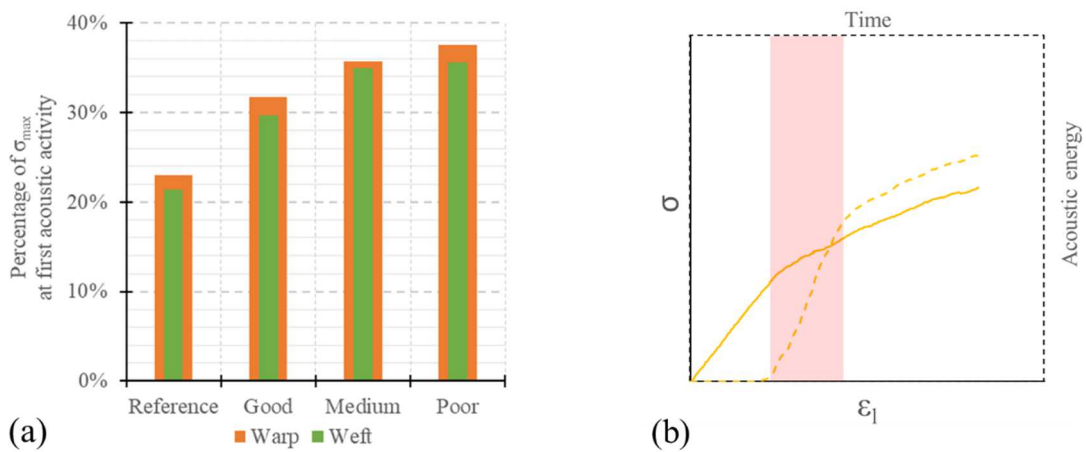 40%
30%
20%
10%
0%
Percentage of σmax
at first acoustic activity
Reference Good Medium Poor
Warp Weft
(a)
Time
σ
Acoustic energy
εl
(b)